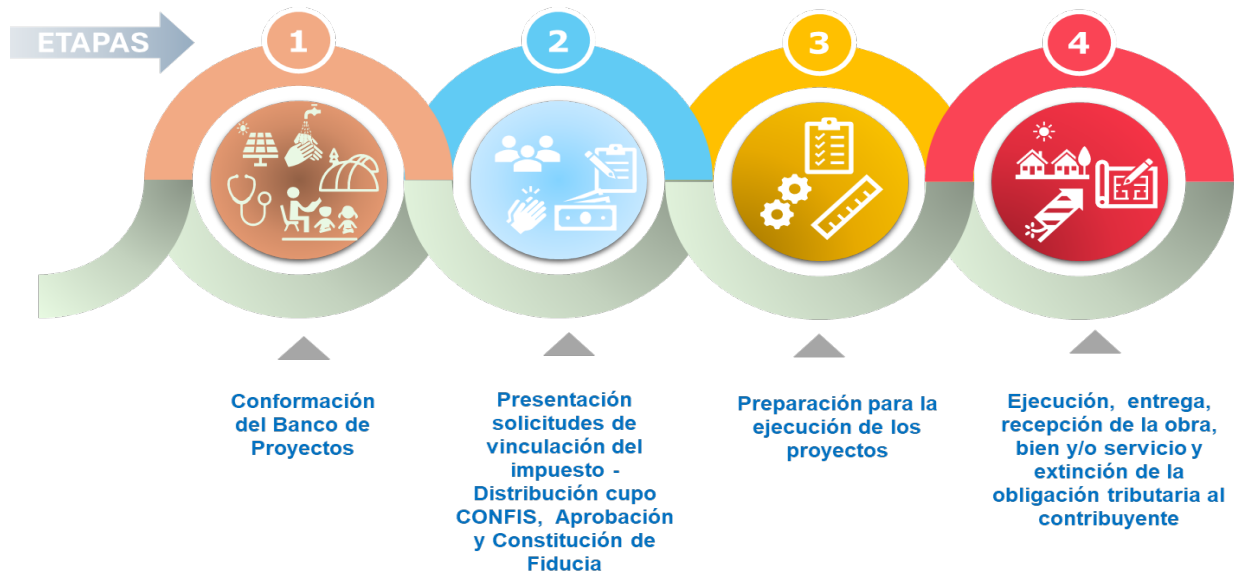 ETAPAS
1
2
3
4
Conformación
del Banco de
Proyectos
Presentación
solicitudes de
vinculación del
impuesto -
Distribución cupo
CONFIS, Aprobación
y Constitución de
Fiducia
Preparación para la
ejecución de los
proyectos
Ejecución, entrega,
recepción de la obra,
bien y/o servicio y
extinción de la
obligación tributaria al
contribuyente